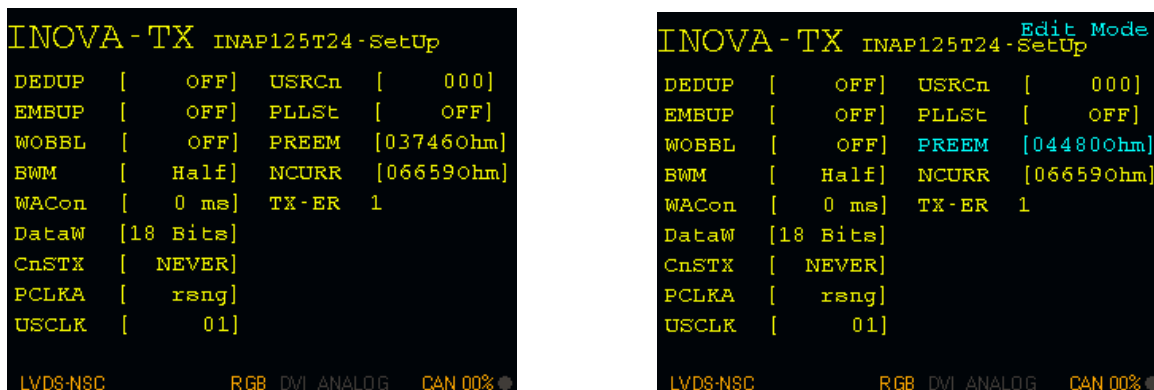 INOVA-TX INAP125T24-SetUp
DEDUP [ OFF] USRCn [ 000]
EMBUP [ OFF] PLLSt [ OFF]
WOBBL [ OFF] PREEM [03746Ohm]
BWM [ Half] NCURR [06659Ohm]
WACon [ 0 ms] TX-ER 1
DataW [18 Bits]
CnSTX [ NEVER]
PCLKA [ rsng]
USCLK [ 01]
LVDS-NSC RGB DVI ANALOG CAN 00%
Edit Mode
INOVA-TX INAP125T24-SetUp
DEDUP [ OFF] USRCn [ 000]
EMBUP [ OFF] PLLSt [ OFF]
WOBBL [ OFF] PREEM [04480Ohm]
BWM [ Half] NCURR [06659Ohm]
WACon [ 0 ms] TX-ER 1
DataW [18 Bits]
CnSTX [ NEVER]
PCLKA [ rsng]
USCLK [ 01]
LVDS-NSC RGB DVI ANALOG CAN 00%